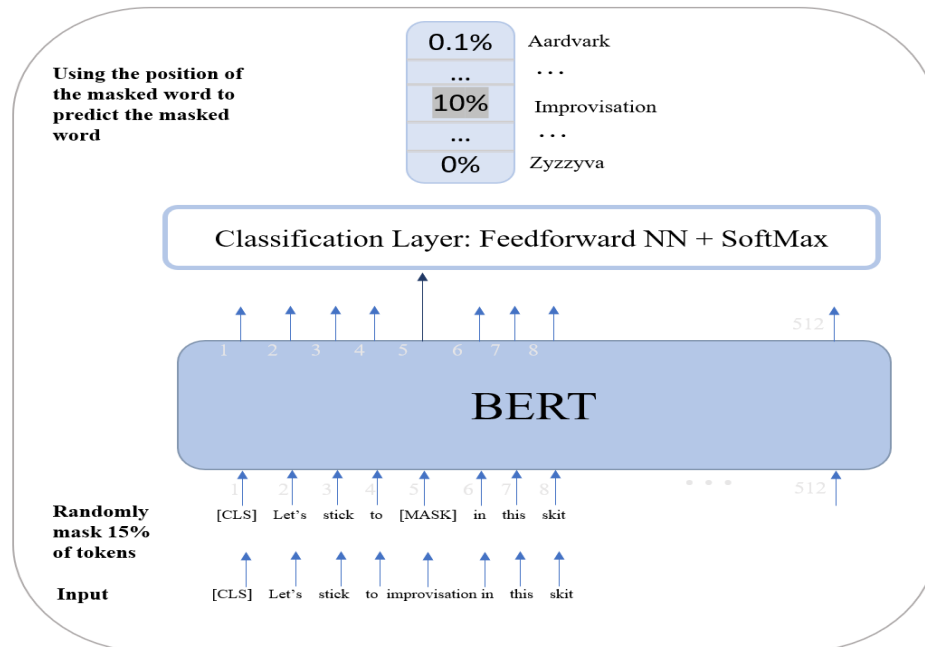 0.1% Aardvark
... ...
Using the position of
the masked word to
predict the masked
word
10% Improvisation
... ...
0% Zyzzyva
Classification Layer: Feedforward NN + SoftMax
512
1 2 3 4 5 6 7 8
BERT
...
1 2 3 4 5 6 7 8 512
Randomly
mask 15%
of tokens
[CLS] Let's stick to [MASK] in this skit
Input [CLS] Let's stick to improvisation in this skit